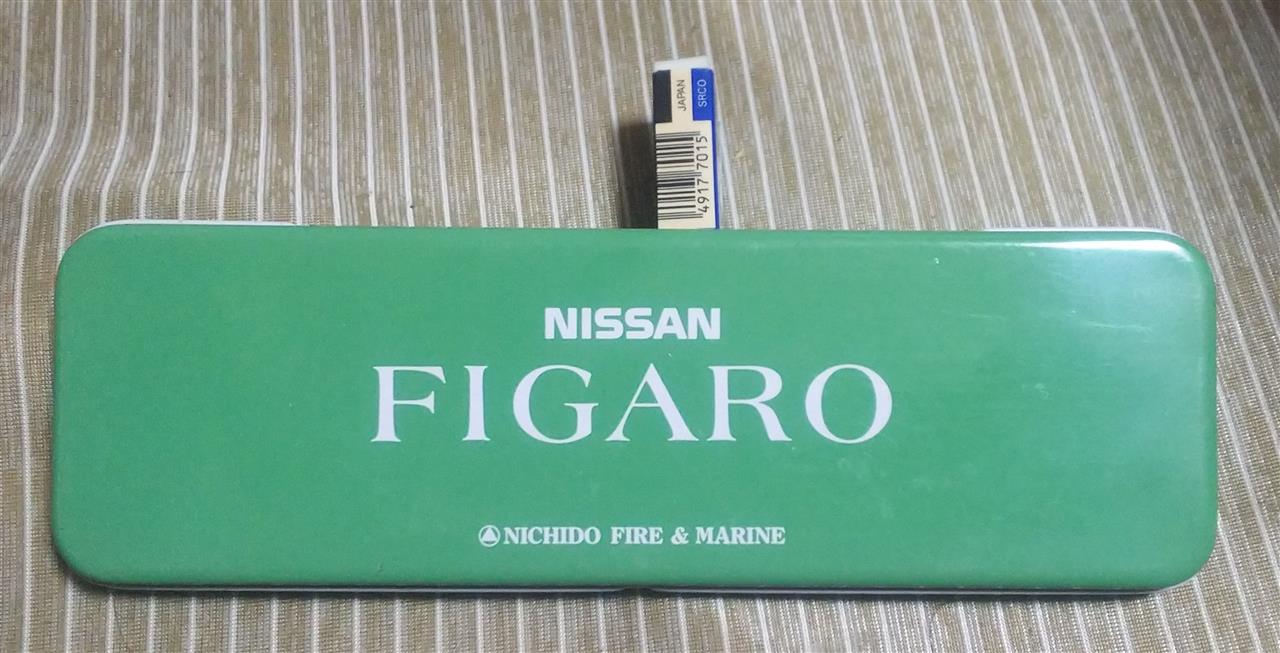 JAPAN
SRCO
4917 7015
NISSAN
FIGARO
NICHIDO FIRE & MARINE